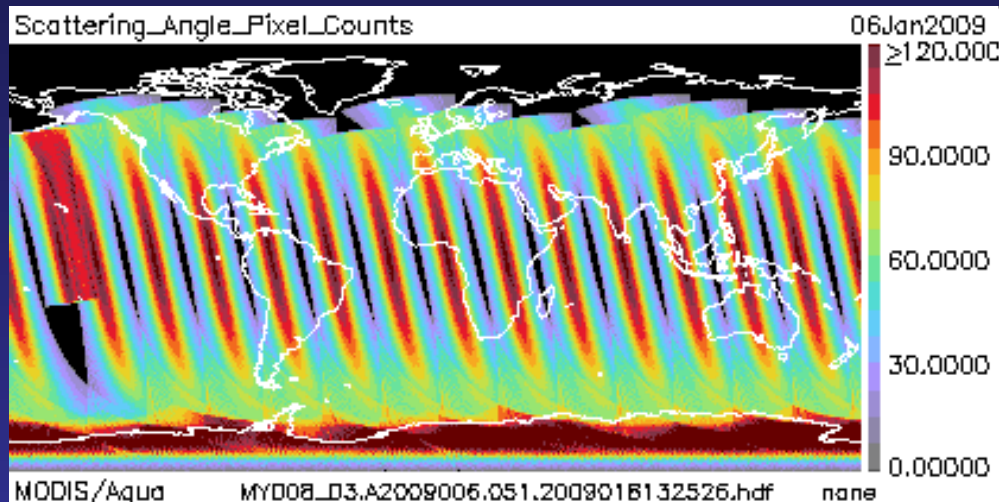 Scattering_Angle_Pixel_Counts 06Jan2009
≥120.000
90.0000
60.0000
30.0000
0.00000
MODIS/Aqua MYD08_D3.A2009006.051.2009018132526.hdf none